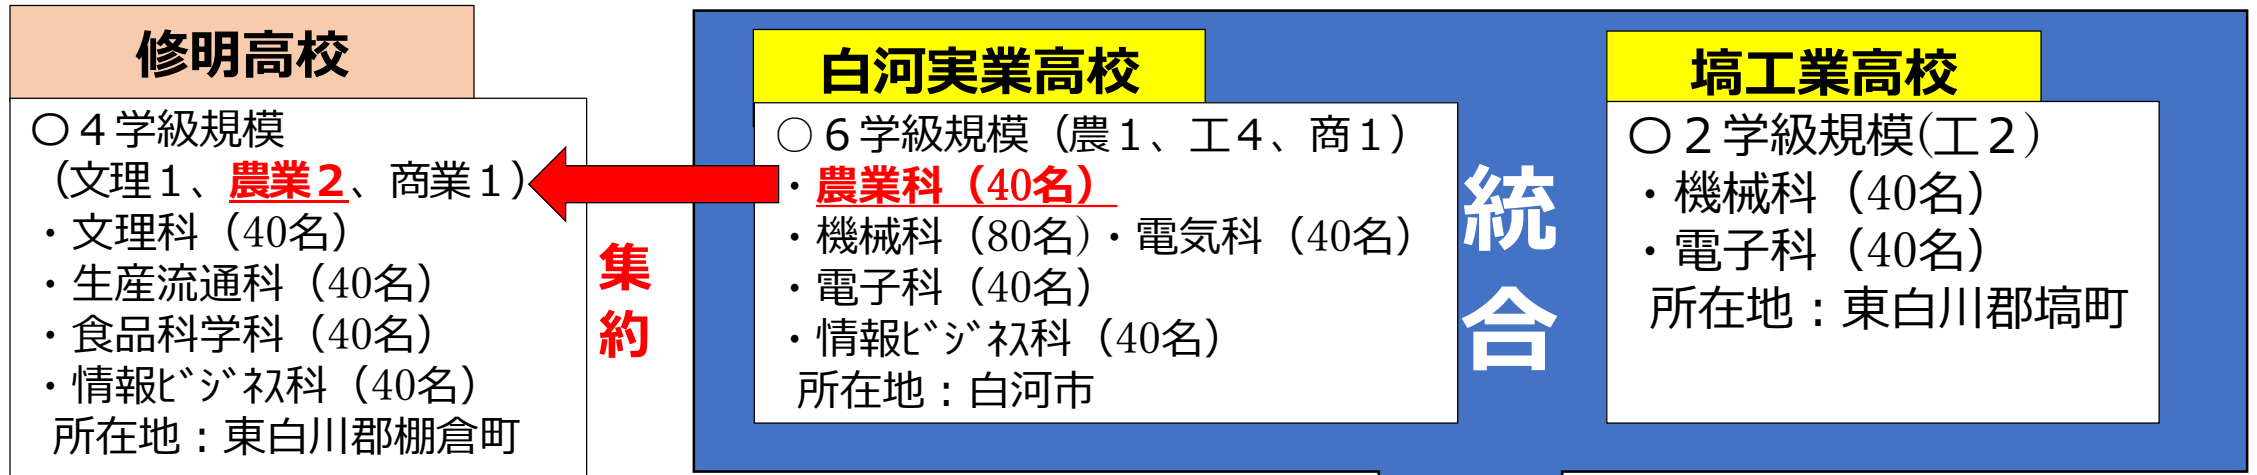 修明高校
〇４学級規模
（文理１、農業２、商業１）
・文理科（40名）
・生産流通科（40名）
・食品科学科（40名）
・情報ﾋﾞｼﾞﾈｽ科（40名）
所在地：東白川郡棚倉町
集約
白河実業高校
○６学級規模（農１、工４、商１）
・農業科（40名）
・機械科（80名）・電気科（40名）
・電子科（40名）
・情報ﾋﾞｼﾞﾈｽ科（40名）
所在地：白河市
統合
塙工業高校
〇２学級規模(工２）
・機械科（40名）
・電子科（40名）
所在地：東白川郡塙町